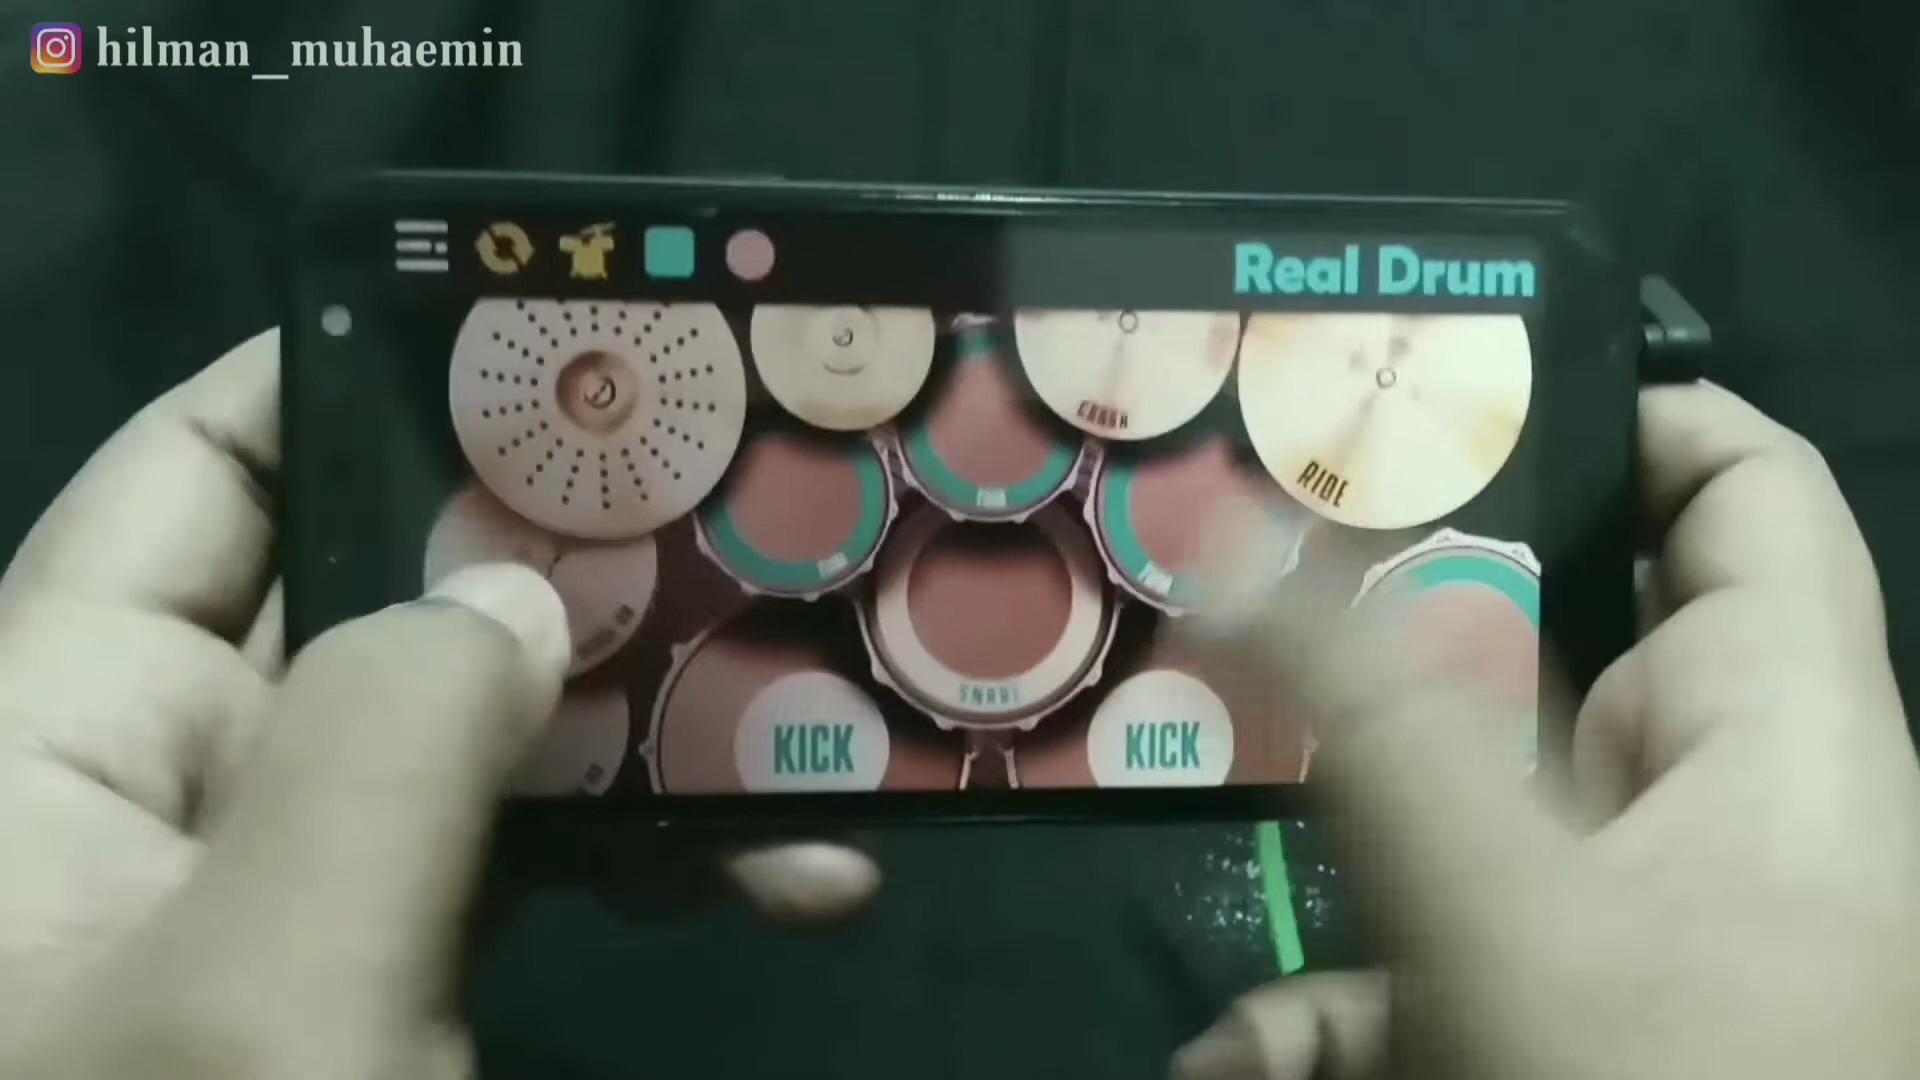 hilman_muhaemin
Real Drum
CRASH
RIDE
SNARE
KICK
KICK